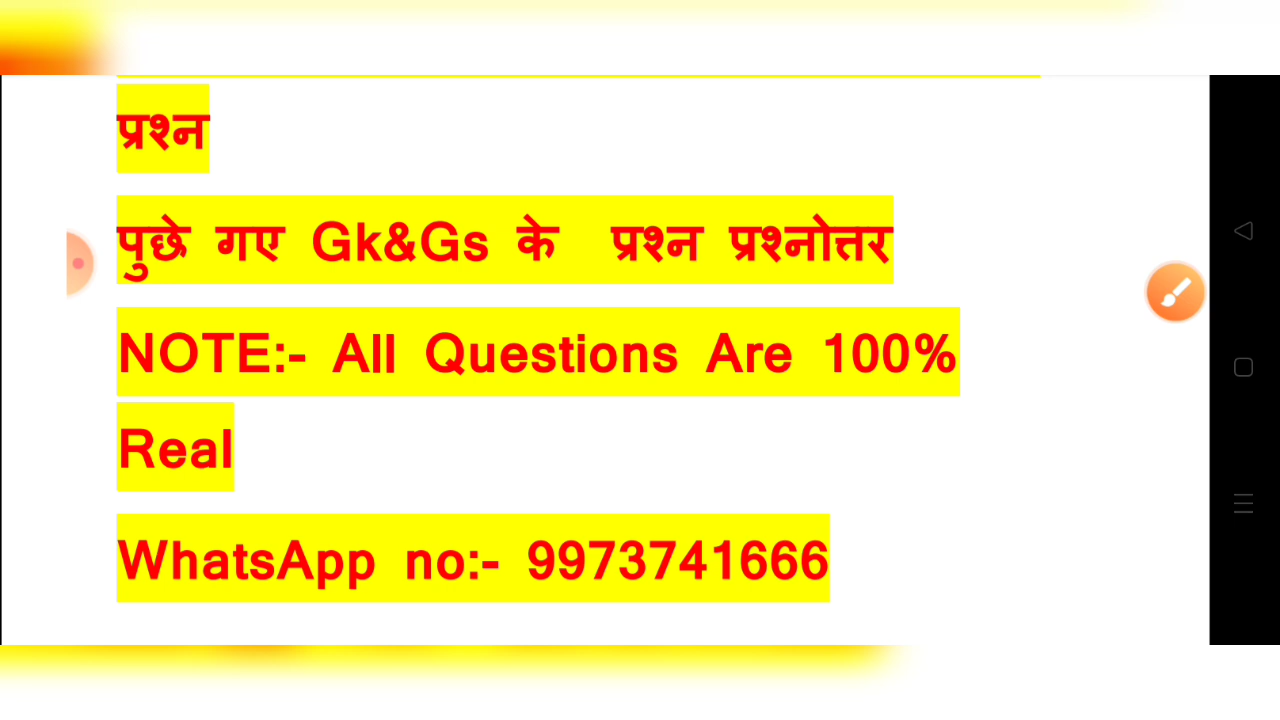 प्रश्न
पुछे गए Gk&Gs के प्रश्न प्रश्नोत्तर
NOTE:- All Questions Are 100%
Real
WhatsApp no:- 9973741666